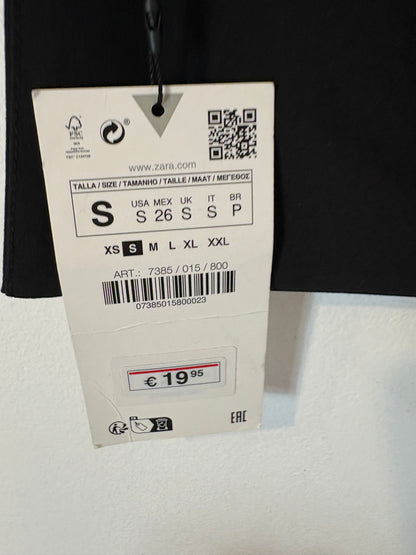 FSC
www.zara.com
TALLA / SIZE / TAMANHO / TAILLE / MAAT / ΜΕΓΕΘΟΣ
S
USA MEX UK IT BR
S 26 S S P
XS S M L XL XXL
ART.: 7385 / 015 / 800
07385015800023
€ 19 95
EAC